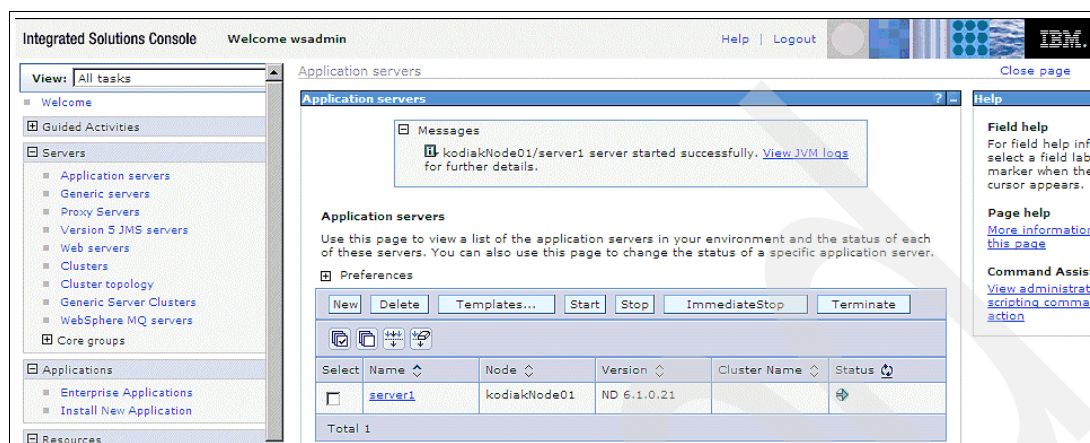 Integrated Solutions Console Welcome wsadmin Help | Logout IBM.
View: All tasks
Welcome
Guided Activities
Servers
Application servers
Generic servers
Proxy Servers
Version 5 JMS servers
Web servers
Clusters
Cluster topology
Generic Server Clusters
WebSphere MQ servers
Core groups
Applications
Enterprise Applications
Install New Application
Resources
Application servers Close page
Application servers ? -
Messages
kodiakNode01/server1 server started successfully. View JVM logs
for further details.
Application servers
Use this page to view a list of the application servers in your environment and the status of each
of these servers. You can also use this page to change the status of a specific application server.
Preferences
New Delete Templates... Start Stop ImmediateStop Terminate
Select Name Node Version Cluster Name Status
server1 kodiakNode01 ND 6.1.0.21
Total 1
Help
Field help
For field help inf
select a field lab
marker when the
cursor appears.
Page help
More information
this page
Command Assis
View administrat
scripting comma
action